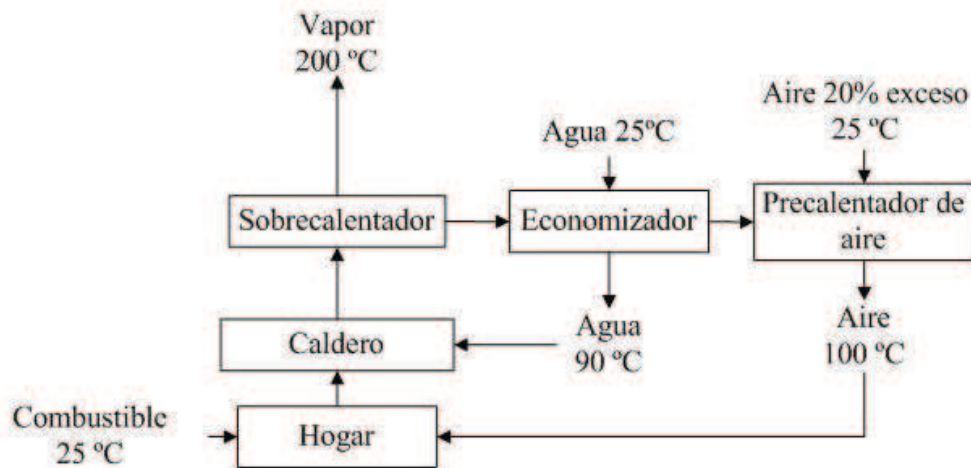 Vapor
200 ºC
Aire 20% exceso
25 ºC
Agua 25ºC
Sobrecalentador
Economizador
Precalentador de
aire
Caldero
Agua
90 ºC
Aire
100 ºC
Combustible
25 ºC
Hogar